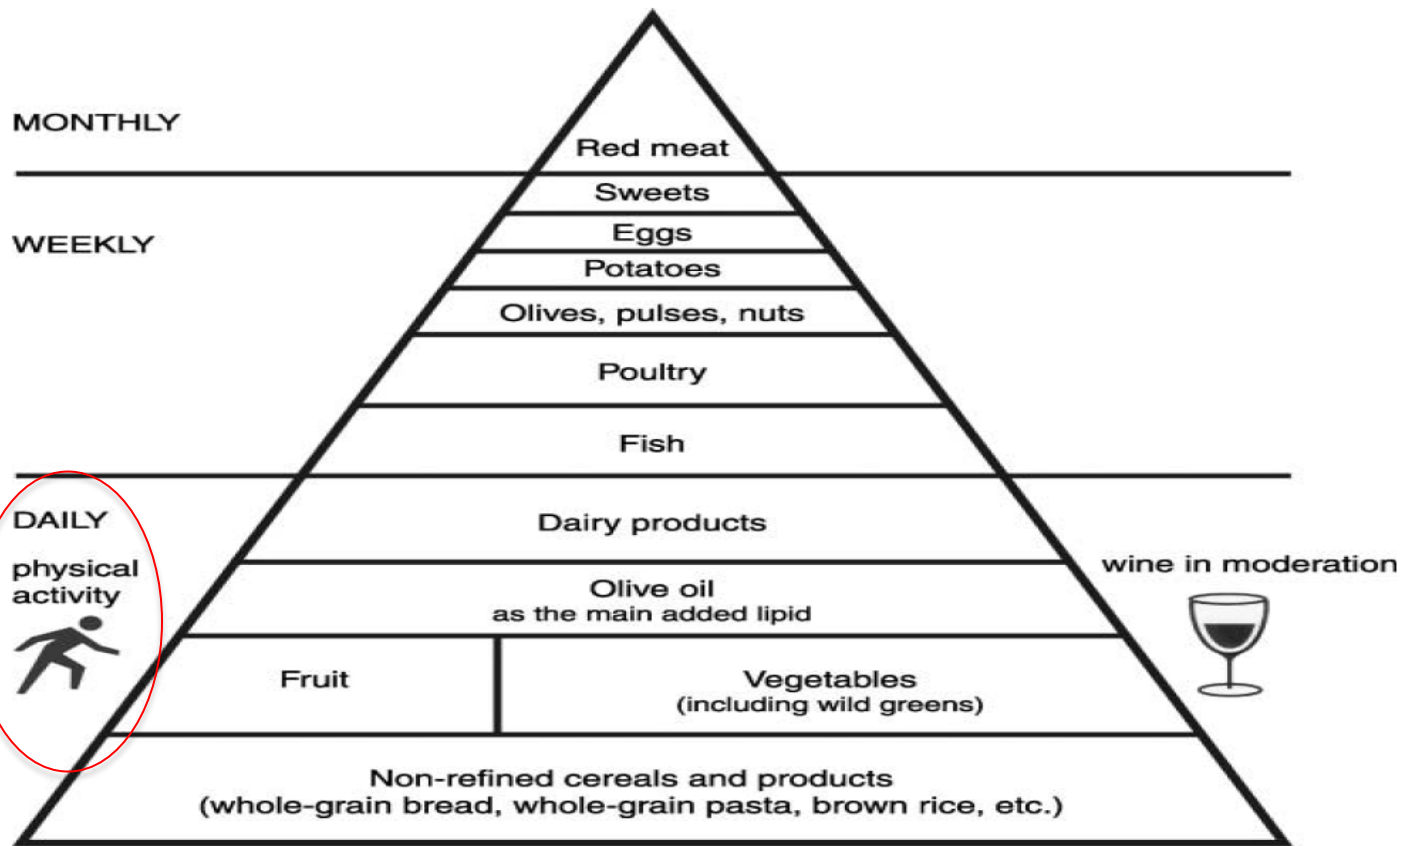 MONTHLY
Red meat
Sweets
WEEKLY
Eggs
Potatoes
Olives, pulses, nuts
Poultry
Fish
DAILY
Dairy products
physical
activity
wine in moderation
Olive oil
as the main added lipid
Fruit
Vegetables
(including wild greens)
Non-refined cereals and products
(whole-grain bread, whole-grain pasta, brown rice, etc.)